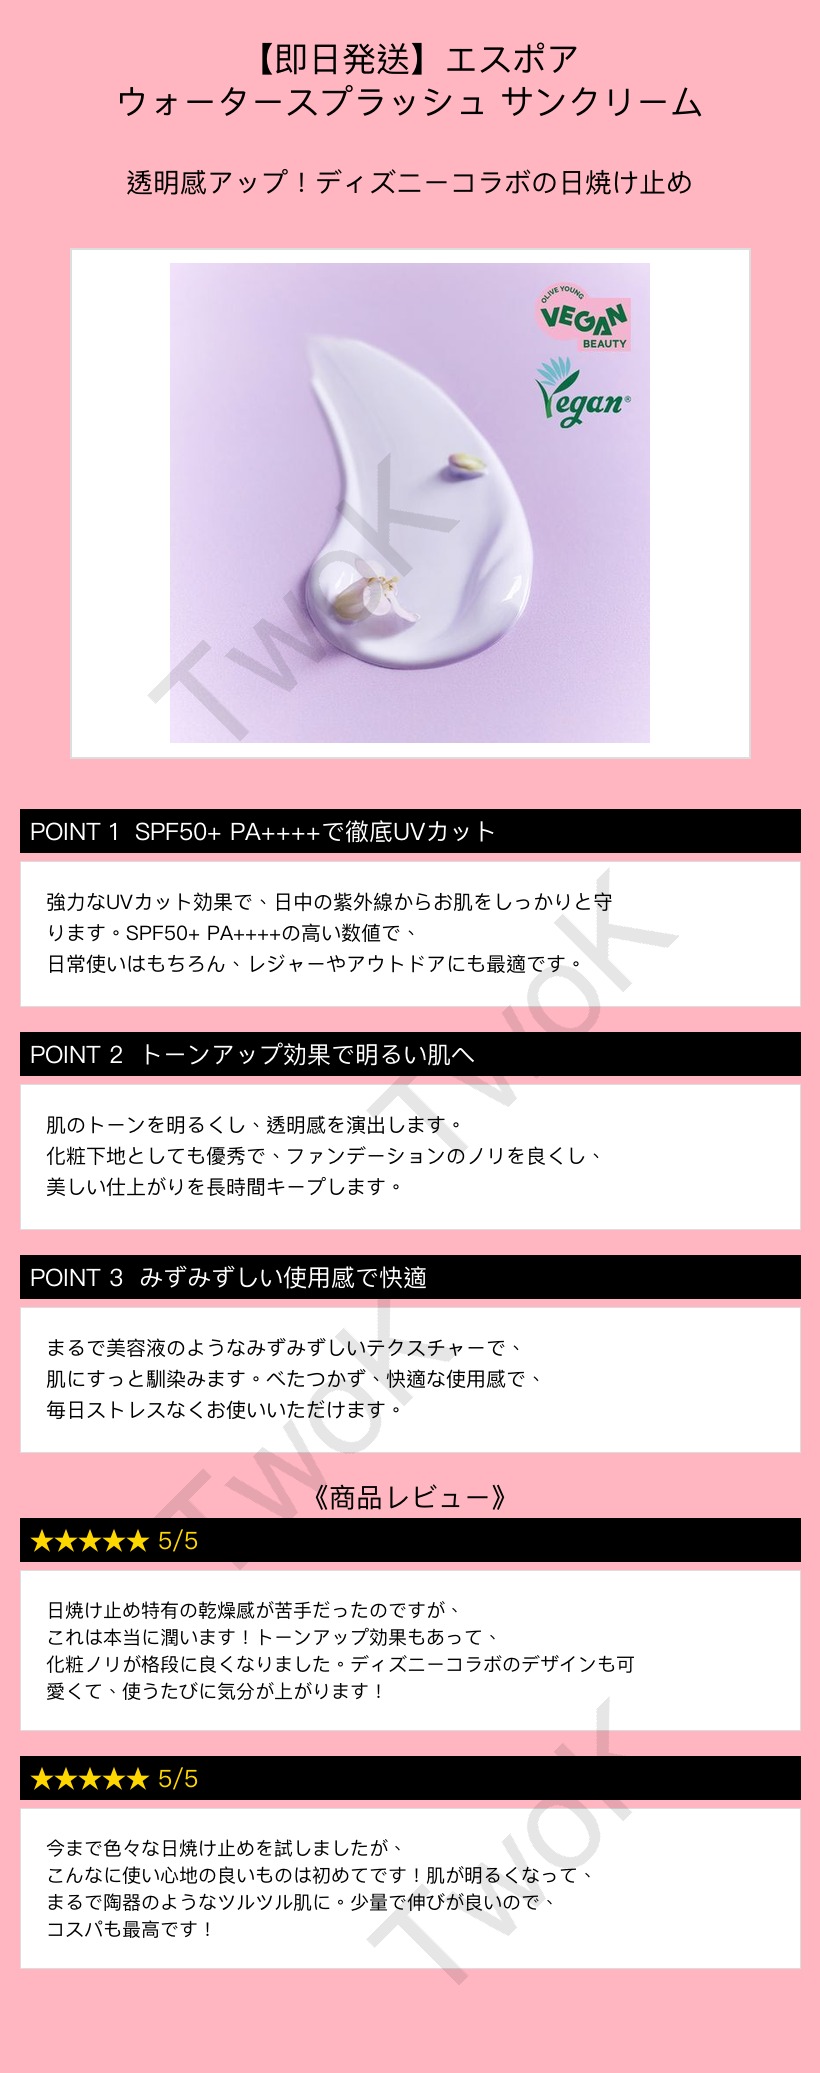 【即日発送】エスポア
ウォータースプラッシュ サンクリーム
透明感アップ！ディズニーコラボの日焼け止め
OLIVE YOUNG
VEGAN
BEAUTY
Vegan®
TwoK
POINT 1 SPF50+ PA++++で徹底UVカット
強力なUVカット効果で、日中の紫外線からお肌をしっかりと守
ります。SPF50+ PA++++の高い数値で、
日常使いはもちろん、レジャーやアウトドアにも最適です。
TwoK
POINT 2 トーンアップ効果で明るい肌へ
肌のトーンを明るくし、透明感を演出します。
化粧下地としても優秀で、ファンデーションのノリを良くし、
美しい仕上がりを長時間キープします。
POINT 3 みずみずしい使用感で快適
まるで美容液のようなみずみずしいテクスチャーで、
肌にすっと馴染みます。べたつかず、快適な使用感で、
毎日ストレスなくお使いいただけます。
TwoK
《商品レビュー》
★★★★★ 5/5
日焼け止め特有の乾燥感が苦手だったのですが、
これは本当に潤います！トーンアップ効果もあって、
化粧ノリが格段に良くなりました。ディズニーコラボのデザインも可
愛くて、使うたびに気分が上がります！
★★★★★ 5/5
今まで色々な日焼け止めを試しましたが、
こんなに使い心地の良いものは初めてです！肌が明るくなって、
まるで陶器のようなツルツル肌に。少量で伸びが良いので、
コスパも最高です！
TwoK